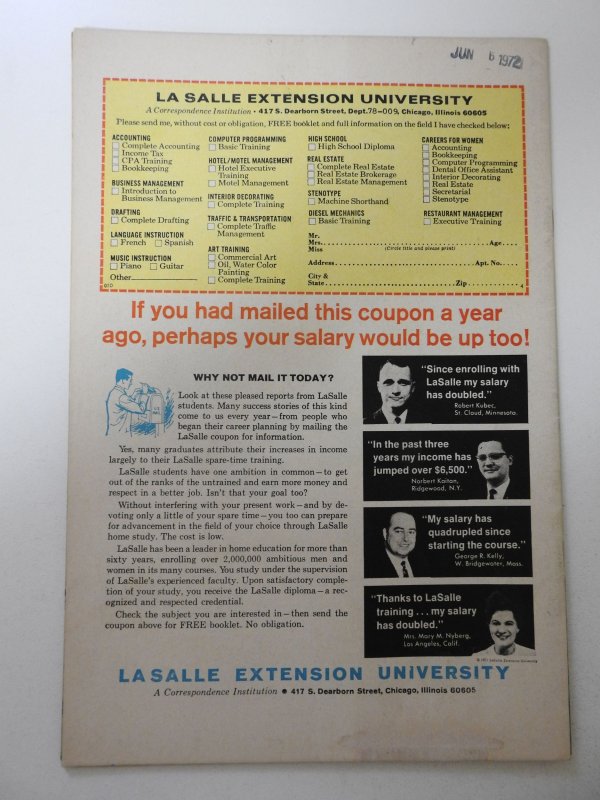 JUN 6 1972
LA SALLE EXTENSION UNIVERSITY
A Correspondence Institution • 417 S. Dearborn Street, Dept. 78-009, Chicago, Illinois 60605
Please send me, without cost or obligation, FREE booklet and full information on the field I have checked below:
ACCOUNTING
Complete Accounting
Income Tax
CPA Training
Bookkeeping
BUSINESS MANAGEMENT
Introduction to
Business Management
DRAFTING
Complete Drafting
LANGUAGE INSTRUCTION
French Spanish
MUSIC INSTRUCTION
Piano Guitar
Other
COMPUTER PROGRAMMING
Basic Training
HOTEL/MOTEL MANAGEMENT
Hotel Executive
Training
Motel Management
INTERIOR DECORATING
Complete Training
TRAFFIC & TRANSPORTATION
Complete Traffic
Management
ART TRAINING
Commercial Art
Oil, Water Color
Painting
Complete Training
HIGH SCHOOL
High School Diploma
REAL ESTATE
Complete Real Estate
Real Estate Brokerage
Real Estate Management
STENOTYPE
Machine Shorthand
DIESEL MECHANICS
Basic Training
CAREERS FOR WOMEN
Accounting
Bookkeeping
Computer Programming
Dental Office Assistant
Interior Decorating
Real Estate
Secretarial
Stenotype
RESTAURANT MANAGEMENT
Executive Training
Mr.
Mrs. Age
Miss (Circle title and please print)
Address Apt. No.
City &
State Zip
If you had mailed this coupon a year
ago, perhaps your salary would be up too!
WHY NOT MAIL IT TODAY?
Look at these pleased reports from LaSalle
students. Many success stories of this kind
come to us every year—from people who
began their career planning by mailing the
LaSalle coupon for information.
Yes, many graduates attribute their increases in income
largely to their LaSalle spare-time training.
LaSalle students have one ambition in common—to get
out of the ranks of the untrained and earn more money and
respect in a better job. Isn't that your goal too?
Without interfering with your present work—and by de-
voting only a little of your spare time—you too can prepare
for advancement in the field of your choice through LaSalle
home study. The cost is low.
LaSalle has been a leader in home education for more than
sixty years, enrolling over 2,000,000 ambitious men and
women in its many courses. You study under the supervision
of LaSalle's experienced faculty. Upon satisfactory comple-
tion of your study, you receive the LaSalle diploma—a rec-
ognized and respected credential.
Check the subject you are interested in—then send the
coupon above for FREE booklet. No obligation.
"Since enrolling with
LaSalle my salary
has doubled."
Robert Kubec,
St. Cloud, Minnesota.
"In the past three
years my income has
jumped over $6,500."
Norbert Kaitan,
Ridgewood, N.Y.
"My salary has
quadrupled since
starting the course."
George R. Kelly,
W. Bridgewater, Mass.
"Thanks to LaSalle
training . . . my salary
has doubled."
Mrs. Mary M. Nyberg,
Los Angeles, Calif.
© 1971 LaSalle Extension University
LASALLE EXTENSION UNIVERSITY
A Correspondence Institution • 417 S. Dearborn Street, Chicago, Illinois 60605